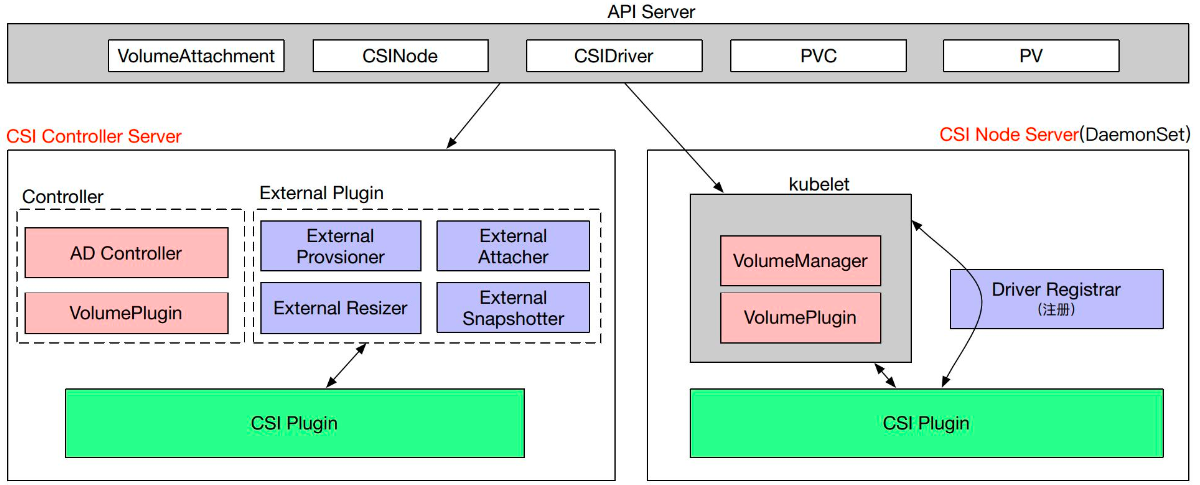 API Server
VolumeAttachment
CSINode
CSIDriver
PVC
PV
CSI Controller Server
Controller
AD Controller
VolumePlugin
External Plugin
External
Provsioner
External
Attacher
External Resizer
External
Snapshotter
CSI Plugin
CSI Node Server(DaemonSet)
kubelet
VolumeManager
VolumePlugin
Driver Registrar
(注册)
CSI Plugin